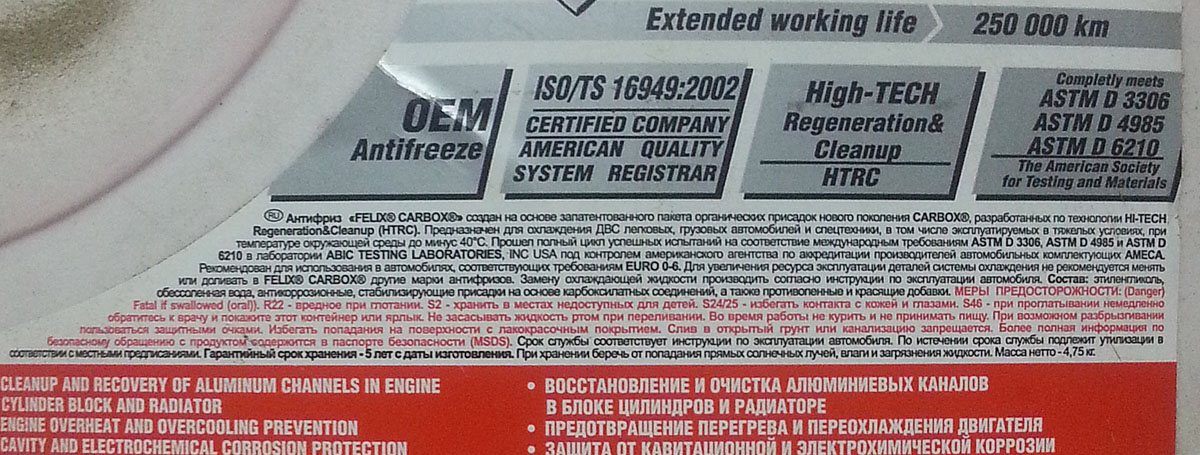 Extended working life 250 000 km
OEM
Antifreeze
ISO/TS 16949:2002
CERTIFIED COMPANY
AMERICAN QUALITY
SYSTEM REGISTRAR
High-TECH
Regeneration&
Cleanup
HTRC
Completly meets
ASTM D 3306
ASTM D 4985
ASTM D 6210
The American Society
for Testing and Materials
RU Антифриз «FELIX® CARBOX®» создан на основе запатентованного пакета органических присадок нового поколения CARBOX®, разработанных по технологии HI-TECH
Regeneration&Cleanup (HTRC). Предназначен для охлаждения ДВС легковых, грузовых автомобилей и спецтехники, в том числе эксплуатируемых в тяжелых условиях, при
температуре окружающей среды до минус 40°С. Прошел полный цикл успешных испытаний на соответствие международным требованиям ASTM D 3306, ASTM D 4985 и ASTM D
6210 в лаборатории ABIC TESTING LABORATORIES, INC USA под контролем американского агентства по аккредитации производителей автомобильных комплектующих AMECA.
Рекомендован для использования в автомобилях, соответствующих требованиям EURO 0-6. Для увеличения ресурса эксплуатации деталей системы охлаждения не рекомендуется менять
или доливать в FELIX® CARBOX® другие марки антифризов. Замену охлаждающей жидкости производить согласно инструкции по эксплуатации автомобиля. Состав: этиленгликоль,
обессоленная вода, антикоррозионные, стабилизирующие присадки на основе карбоксилатных соединений, а также противопенные и красящие добавки. МЕРЫ ПРЕДОСТОРОЖНОСТИ: (Danger)
Fatal if swallowed (oral)). R22 - вредное при глотании. S2 - хранить в местах недоступных для детей. S24/25 - избегать контакта с кожей и глазами. S46 - при проглатывании немедленно
обратитесь к врачу и покажите этот контейнер или ярлык. Не засасывать жидкость ртом при переливании. Во время работы не курить и не принимать пищу. При возможном разбрызгивании
пользоваться защитными очками. Избегать попадания на поверхности с лакокрасочным покрытием. Слив в открытый грунт или канализацию запрещается. Более полная информация по
безопасному обращению с продуктом содержится в паспорте безопасности (MSDS). Срок службы соответствует инструкции по эксплуатации автомобиля. По истечении срока службы подлежит утилизации в
соответствии с местными предписаниями. Гарантийный срок хранения - 5 лет с даты изготовления. При хранении беречь от попадания прямых солнечных лучей, влаги и загрязнения жидкости. Масса нетто - 4,75 кг.
CLEANUP AND RECOVERY OF ALUMINUM CHANNELS IN ENGINE
CYLINDER BLOCK AND RADIATOR
ENGINE OVERHEAT AND OVERCOOLING PREVENTION
CAVITY AND ELECTROCHEMICAL CORROSION PROTECTION
• ВОССТАНОВЛЕНИЕ И ОЧИСТКА АЛЮМИНИЕВЫХ КАНАЛОВ
В БЛОКЕ ЦИЛИНДРОВ И РАДИАТОРЕ
• ПРЕДОТВРАЩЕНИЕ ПЕРЕГРЕВА И ПЕРЕОХЛАЖДЕНИЯ ДВИГАТЕЛЯ
• ЗАЩИТА ОТ КАВИТАЦИОННОЙ И ЭЛЕКТРОХИМИЧЕСКОЙ КОРРОЗИИ